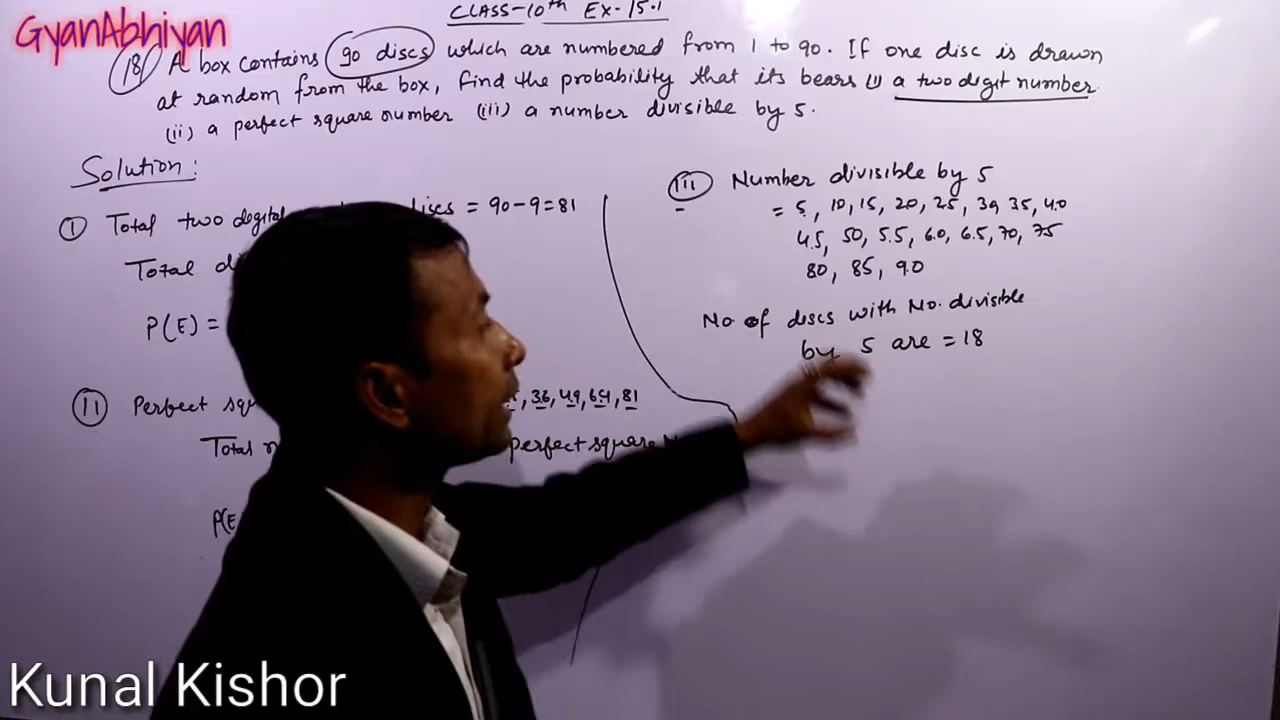 CLASS-10th EX-15.1
GyanAbhiyan
18) A box contains 90 discs which are numbered from 1 to 90. If one disc is drawn
at random from the box, find the probability that its bears (i) a two digit number.
(ii) a perfect square number (iii) a number divisible by 5.
Solution:
I Total two degital discs = 90-9=81
Total
P(E) =
II Perfect , 36, 49, 64, 81
Total perfect square
P(E
III Number divisible by 5
= 5, 10, 15, 20, 25, 30, 35, 40
45, 50, 55, 60, 65, 70, 75
80, 85, 90
No. of discs with No. divisible
by 5 are = 18
Kunal Kishor